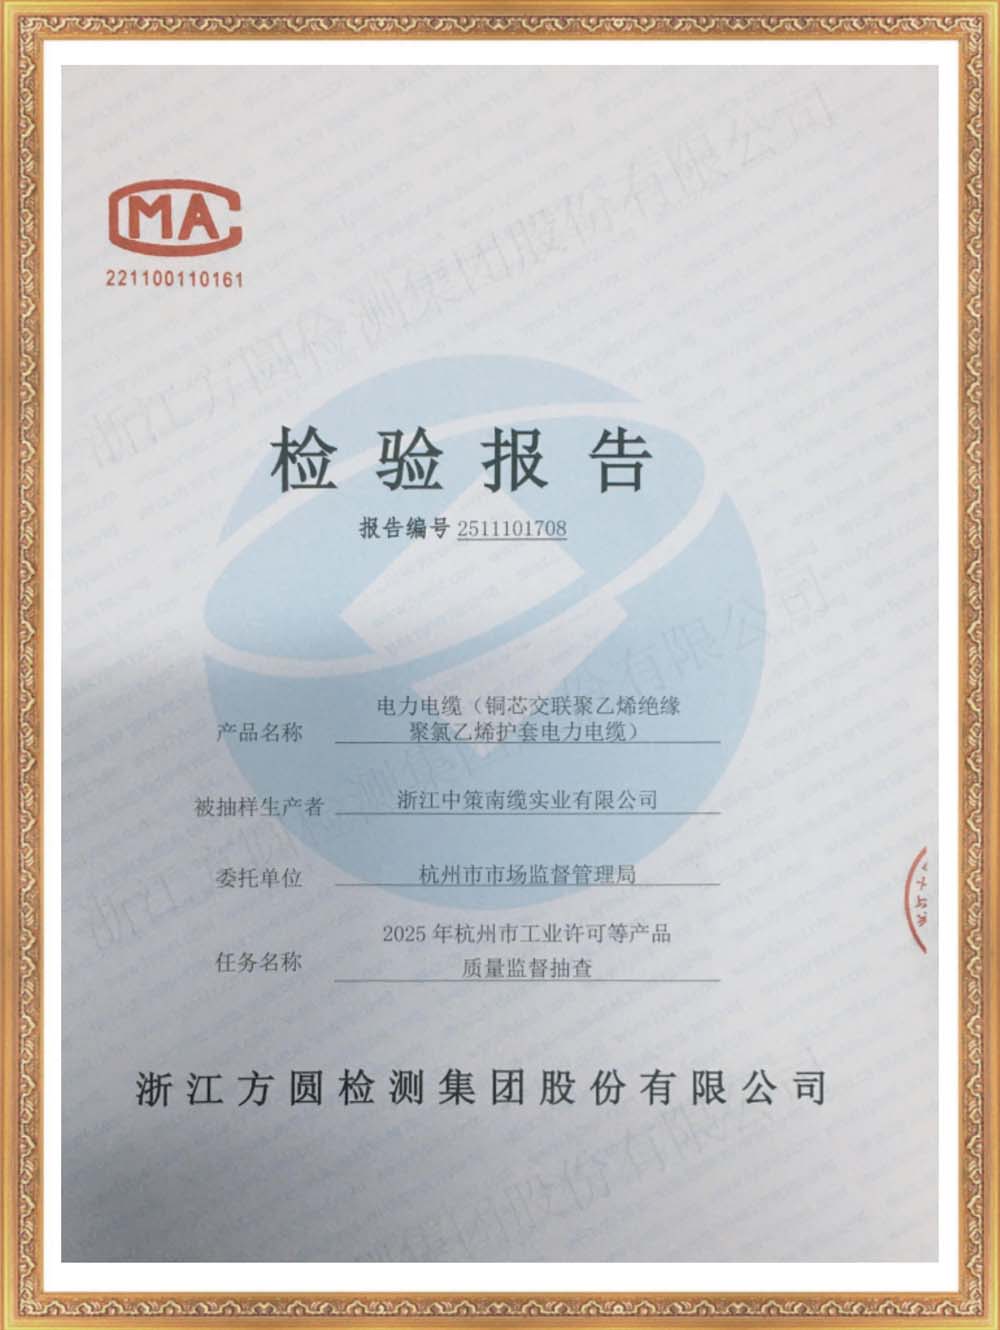 CMA
221100110161
检验报告
报告编号 2511101708
产品名称 电力电缆（铜芯交联聚乙烯绝缘
聚氯乙烯护套电力电缆）
被抽样生产者 浙江中策南缆实业有限公司
委托单位 杭州市市场监督管理局
任务名称 2025 年杭州市工业许可等产品
质量监督抽查
浙江方圆检测集团股份有限公司